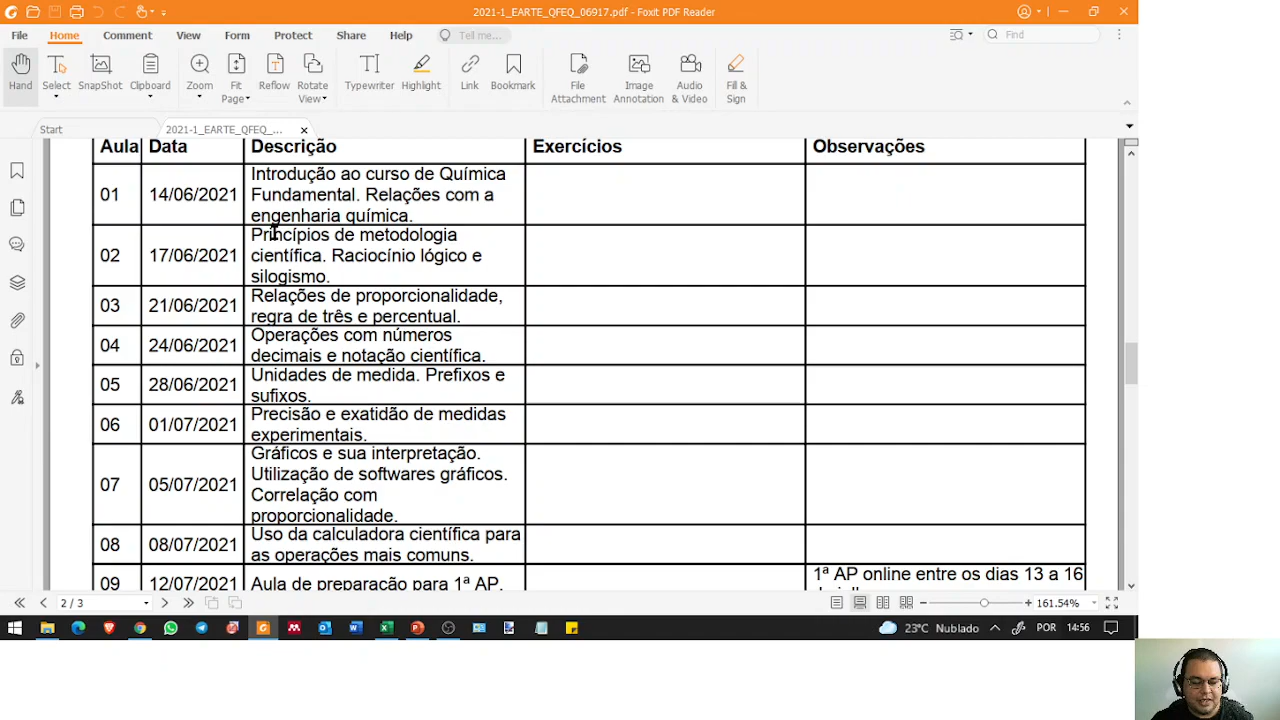 2021-1_EARTE_QFEQ_06917.pdf - Foxit PDF Reader
File Home Comment View Form Protect Share Help Tell me... Find
Hand Select SnapShot Clipboard Zoom Fit Page Reflow Rotate View Typewriter Highlight Link Bookmark File Attachment Image Annotation Audio & Video Fill & Sign
Start 2021-1_EARTE_QFEQ_...
Aula Data Descrição Exercícios Observações
01 14/06/2021 Introdução ao curso de Química
Fundamental. Relações com a
engenharia química.
02 17/06/2021 Princípios de metodologia
científica. Raciocínio lógico e
silogismo.
03 21/06/2021 Relações de proporcionalidade,
regra de três e percentual.
04 24/06/2021 Operações com números
decimais e notação científica.
05 28/06/2021 Unidades de medida. Prefixos e
sufixos.
06 01/07/2021 Precisão e exatidão de medidas
experimentais.
07 05/07/2021 Gráficos e sua interpretação.
Utilização de softwares gráficos.
Correlação com
proporcionalidade.
08 08/07/2021 Uso da calculadora científica para
as operações mais comuns.
09 12/07/2021 Aula de preparação para 1ª AP. 1ª AP online entre os dias 13 a 16
2 / 3 161.54%
23°C Nublado POR 14:56